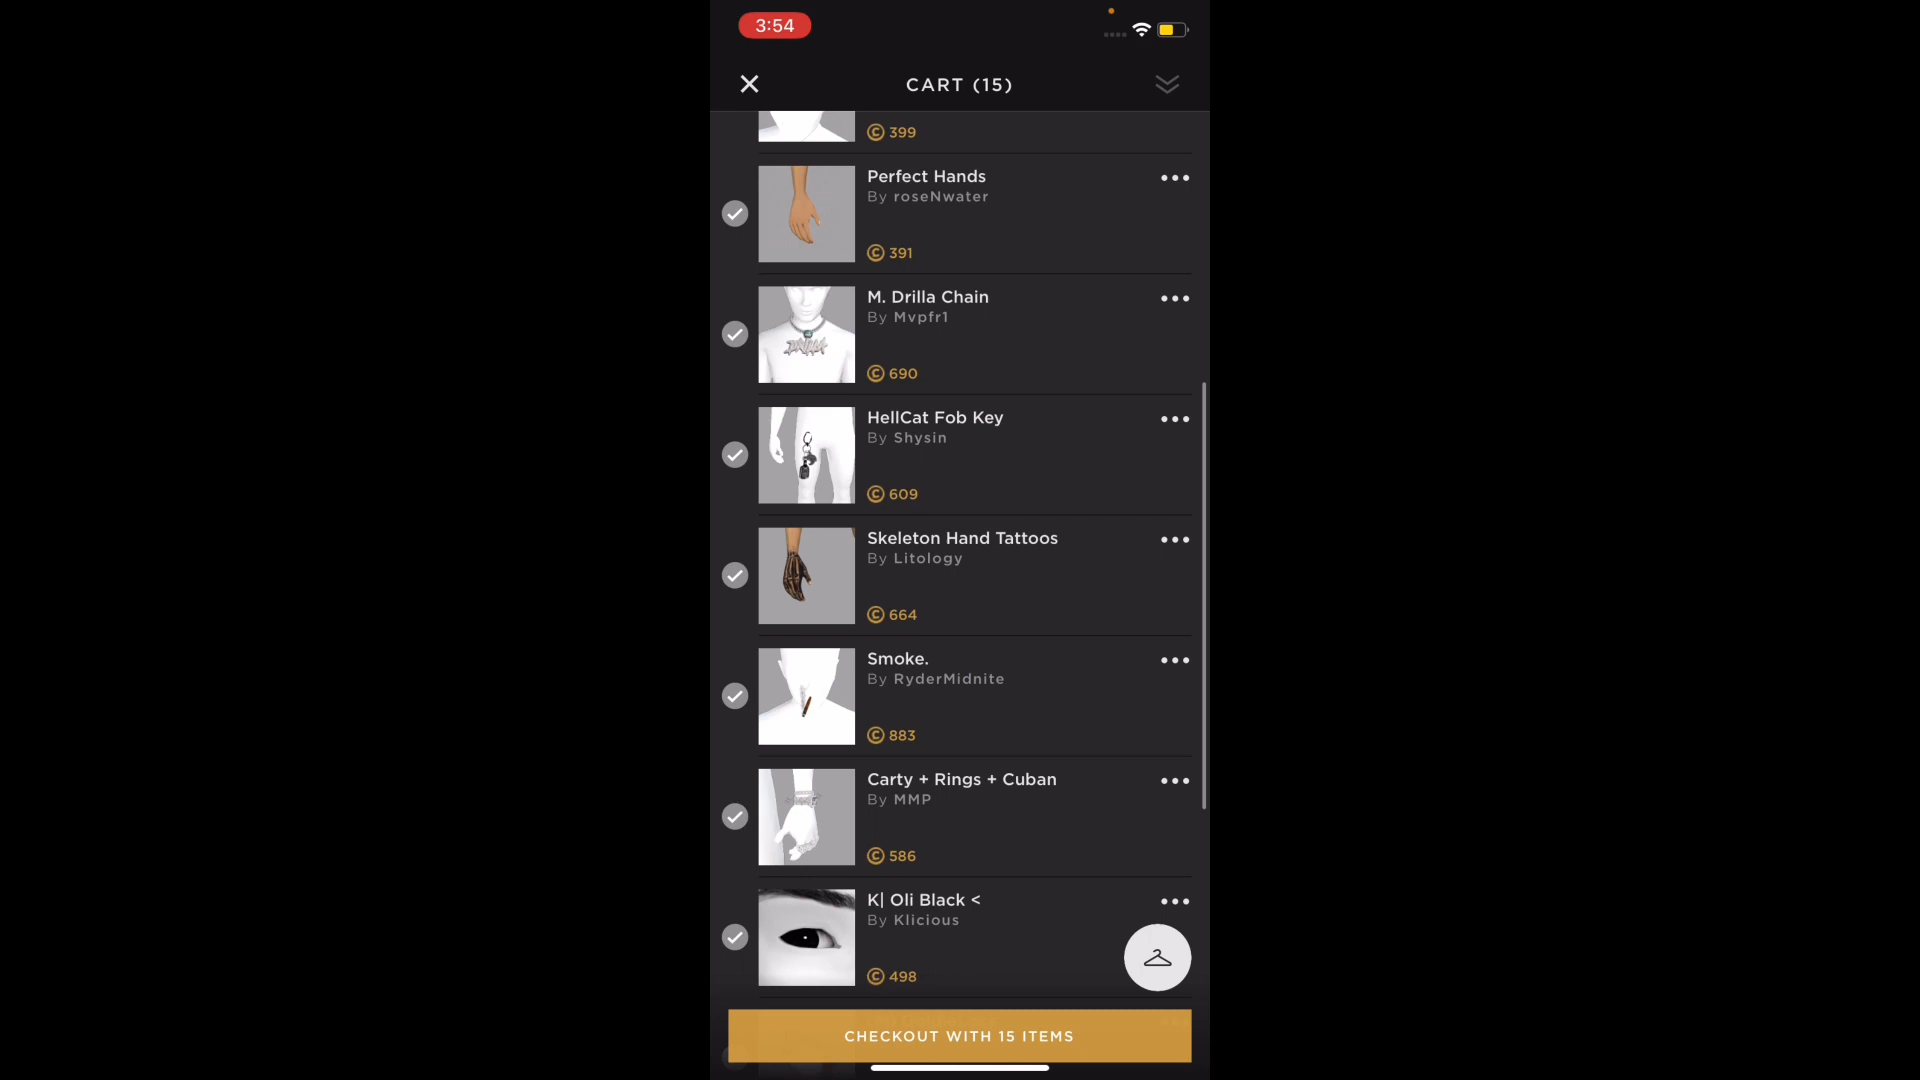 3:54
CART (15)
© 399
Perfect Hands
By roseNwater
© 391
M. Drilla Chain
By Mvpfr1
© 690
HellCat Fob Key
By Shysin
© 609
Skeleton Hand Tattoos
By Litology
© 664
Smoke.
By RyderMidnite
© 883
Carty + Rings + Cuban
By MMP
© 586
K| Oli Black <
By Klicious
© 498
CHECKOUT WITH 15 ITEMS